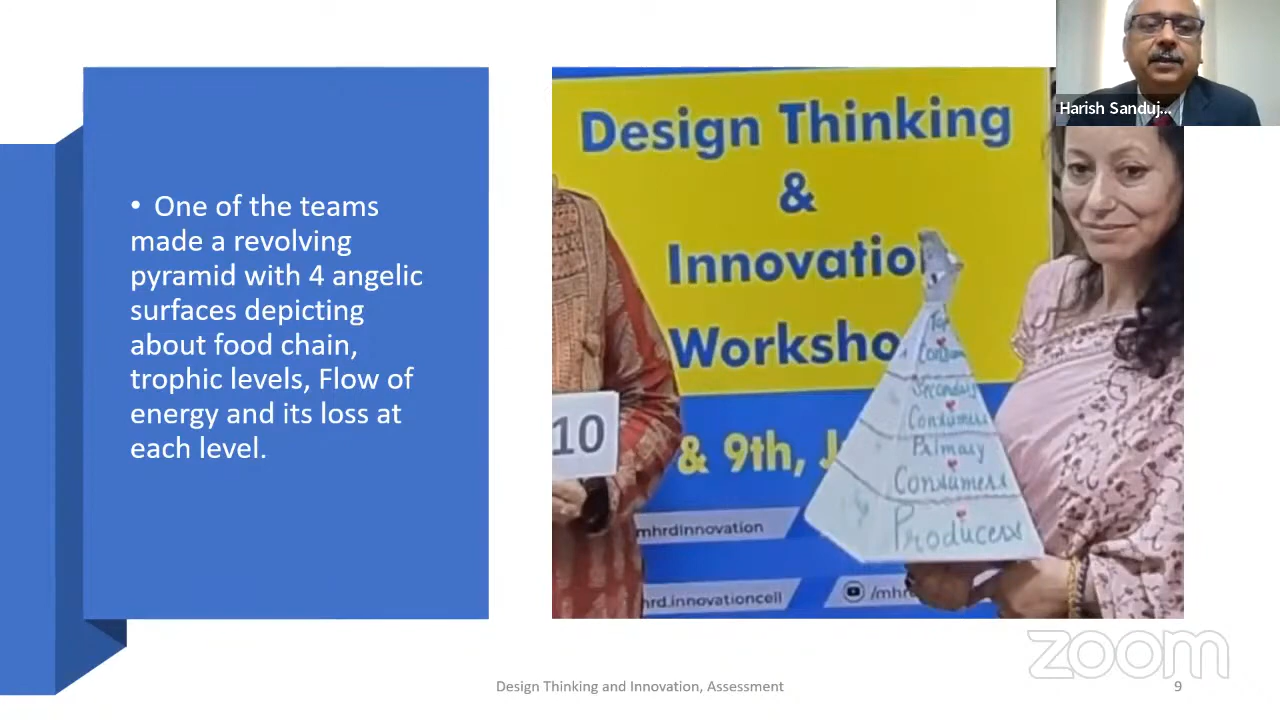 Harish Sanduj...
• One of the teams
made a revolving
pyramid with 4 angelic
surfaces depicting
about food chain,
trophic levels, Flow of
energy and its loss at
each level.
Design Thinking
&
Innovatio
Worksho
& 9th, J
10
Top
Secondary
Consumers
Primary
Consumers
Producers
mhrdinnovation
hrd.innovationcell
/mhr
zoom
Design Thinking and Innovation, Assessment
9